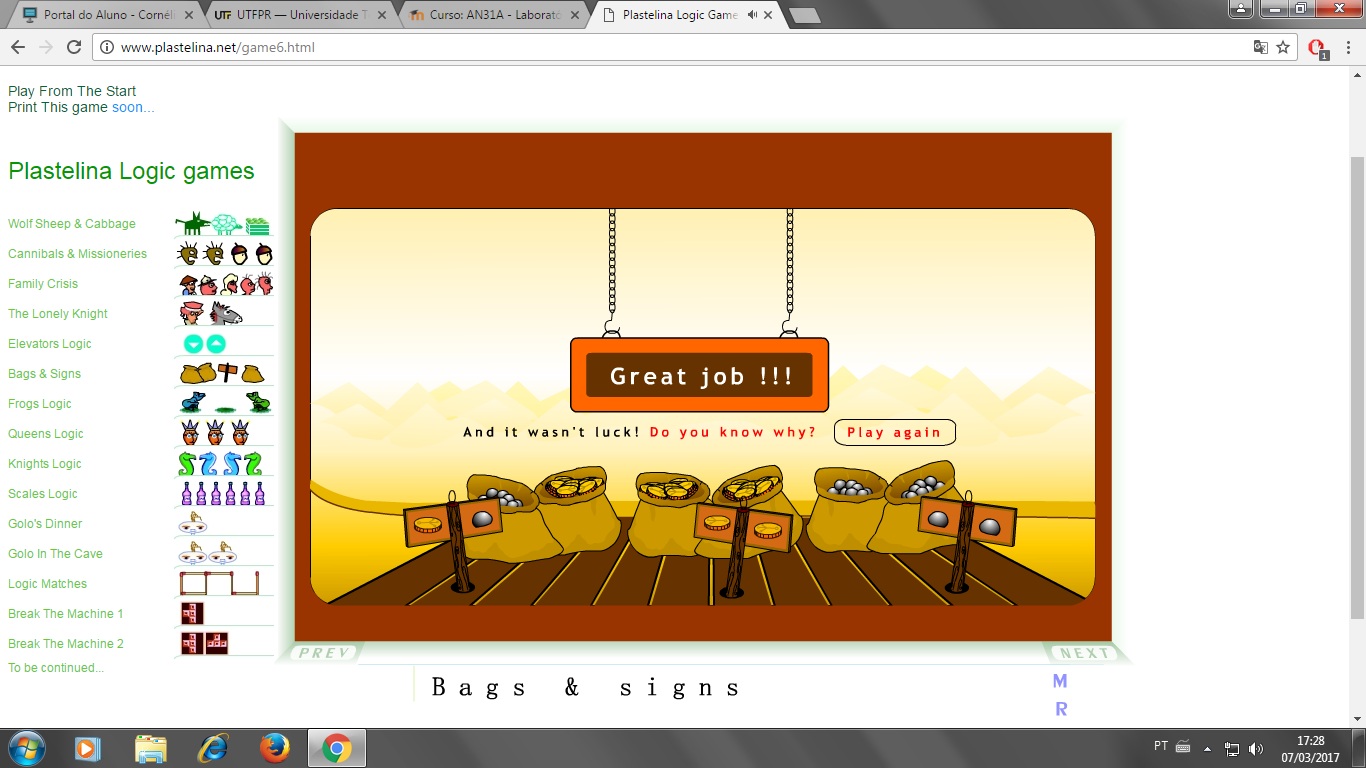 Portal do Aluno - Cornéli
UTFPR — Universidade T
Curso: AN31A - Laborató
Plastelina Logic Game
www.plastelina.net/game6.html
1
Play From The Start
Print This game soon...
Plastelina Logic games
Wolf Sheep & Cabbage
Cannibals & Missioneries
Family Crisis
The Lonely Knight
Elevators Logic
Bags & Signs
Frogs Logic
Queens Logic
Knights Logic
Scales Logic
Golo's Dinner
Golo In The Cave
Logic Matches
Break The Machine 1
Break The Machine 2
To be continued...
Great job !!!
And it wasn't luck! Do you know why? Play again
PREV
NEXT
Bags & signs
M
R
PT
17:28
07/03/2017